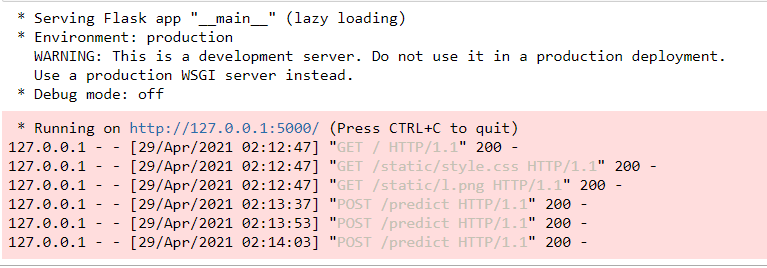 * Serving Flask app "__main__" (lazy loading)
* Environment: production
WARNING: This is a development server. Do not use it in a production deployment.
Use a production WSGI server instead.
* Debug mode: off
* Running on http://127.0.0.1:5000/ (Press CTRL+C to quit)
127.0.0.1 - - [29/Apr/2021 02:12:47] "GET / HTTP/1.1" 200 -
127.0.0.1 - - [29/Apr/2021 02:12:47] "GET /static/style.css HTTP/1.1" 200 -
127.0.0.1 - - [29/Apr/2021 02:12:47] "GET /static/l.png HTTP/1.1" 200 -
127.0.0.1 - - [29/Apr/2021 02:13:37] "POST /predict HTTP/1.1" 200 -
127.0.0.1 - - [29/Apr/2021 02:13:53] "POST /predict HTTP/1.1" 200 -
127.0.0.1 - - [29/Apr/2021 02:14:03] "POST /predict HTTP/1.1" 200 -